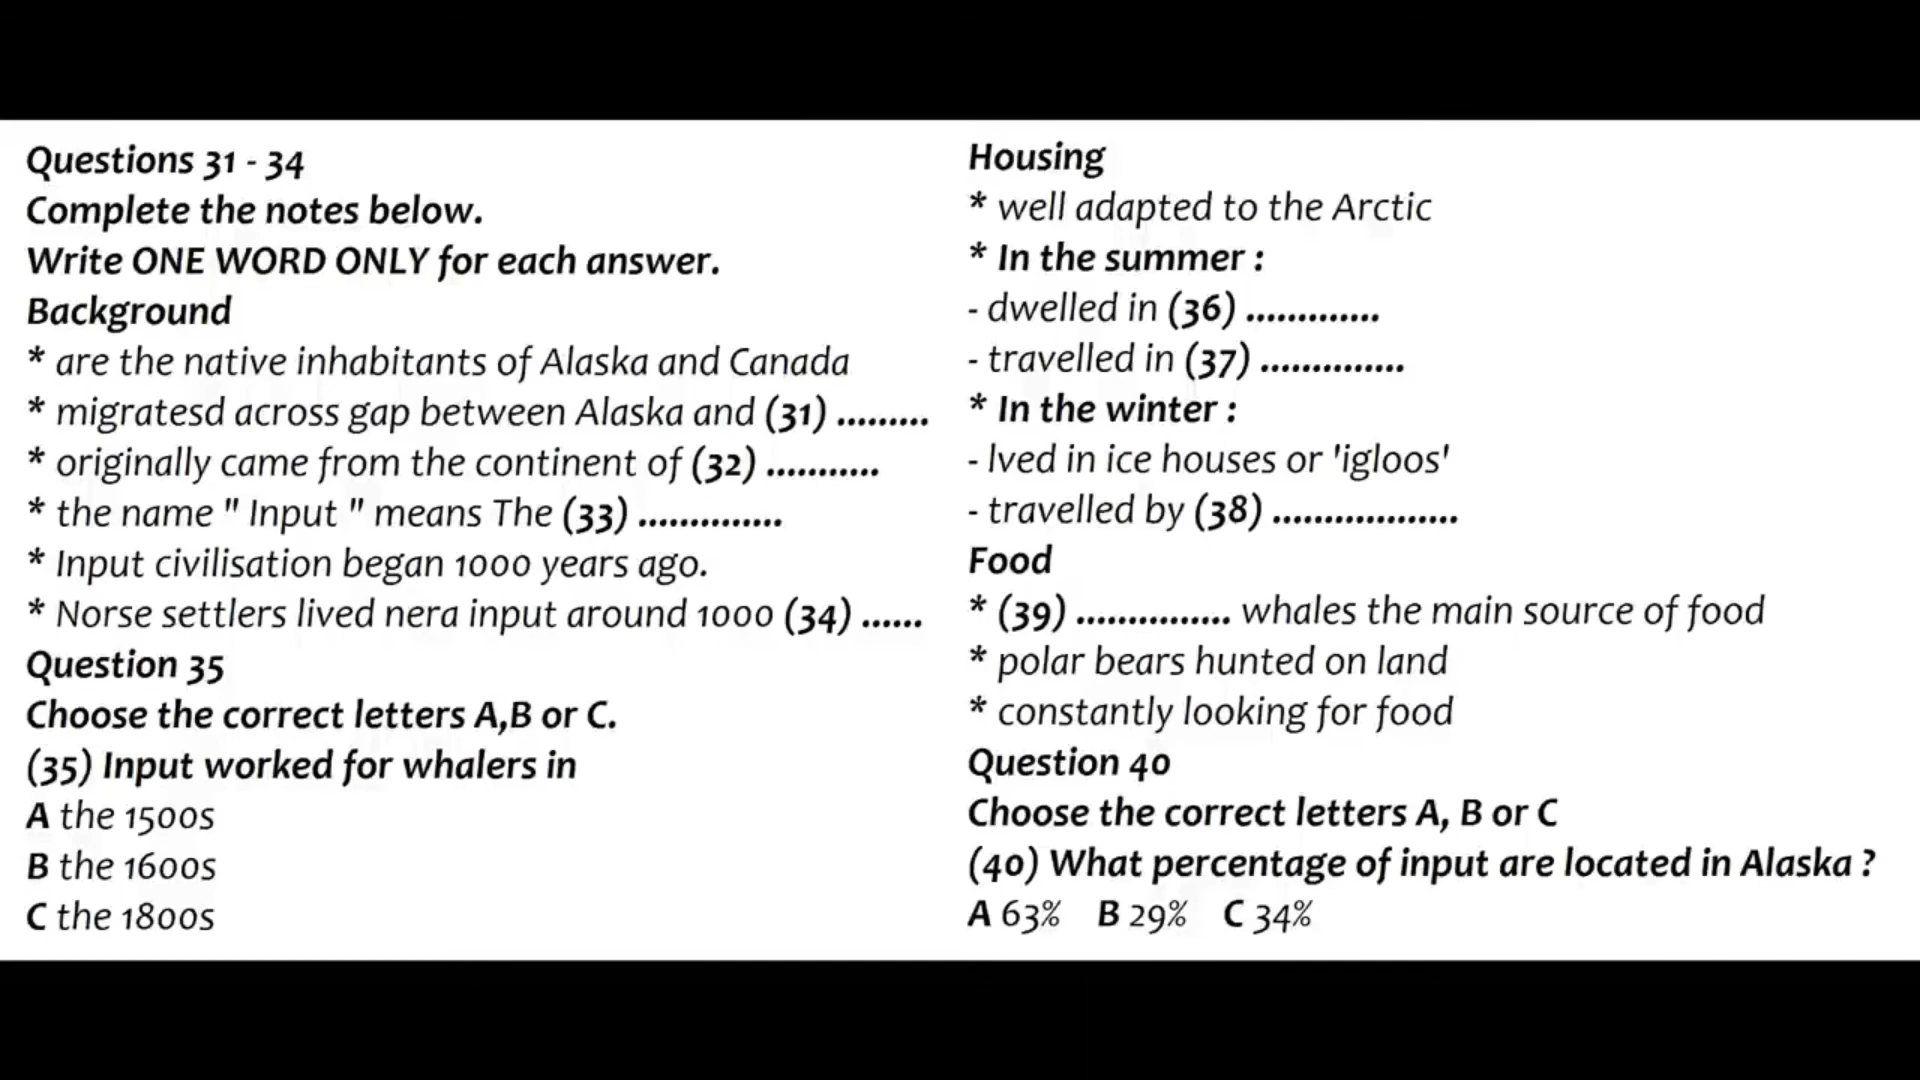 Questions 31 - 34
Complete the notes below.
Write ONE WORD ONLY for each answer.
Background
* are the native inhabitants of Alaska and Canada
* migratesd across gap between Alaska and (31) .........
* originally came from the continent of (32) ...........
* the name " Input " means The (33) ..............
* Input civilisation began 1000 years ago.
* Norse settlers lived nera input around 1000 (34) ......
Question 35
Choose the correct letters A,B or C.
(35) Input worked for whalers in
A the 1500s
B the 1600s
C the 1800s
Housing
* well adapted to the Arctic
* In the summer :
- dwelled in (36) .............
- travelled in (37) ..............
* In the winter :
- lved in ice houses or 'igloos'
- travelled by (38) ..................
Food
* (39) ............... whales the main source of food
* polar bears hunted on land
* constantly looking for food
Question 40
Choose the correct letters A, B or C
(40) What percentage of input are located in Alaska ?
A 63% B 29% C 34%